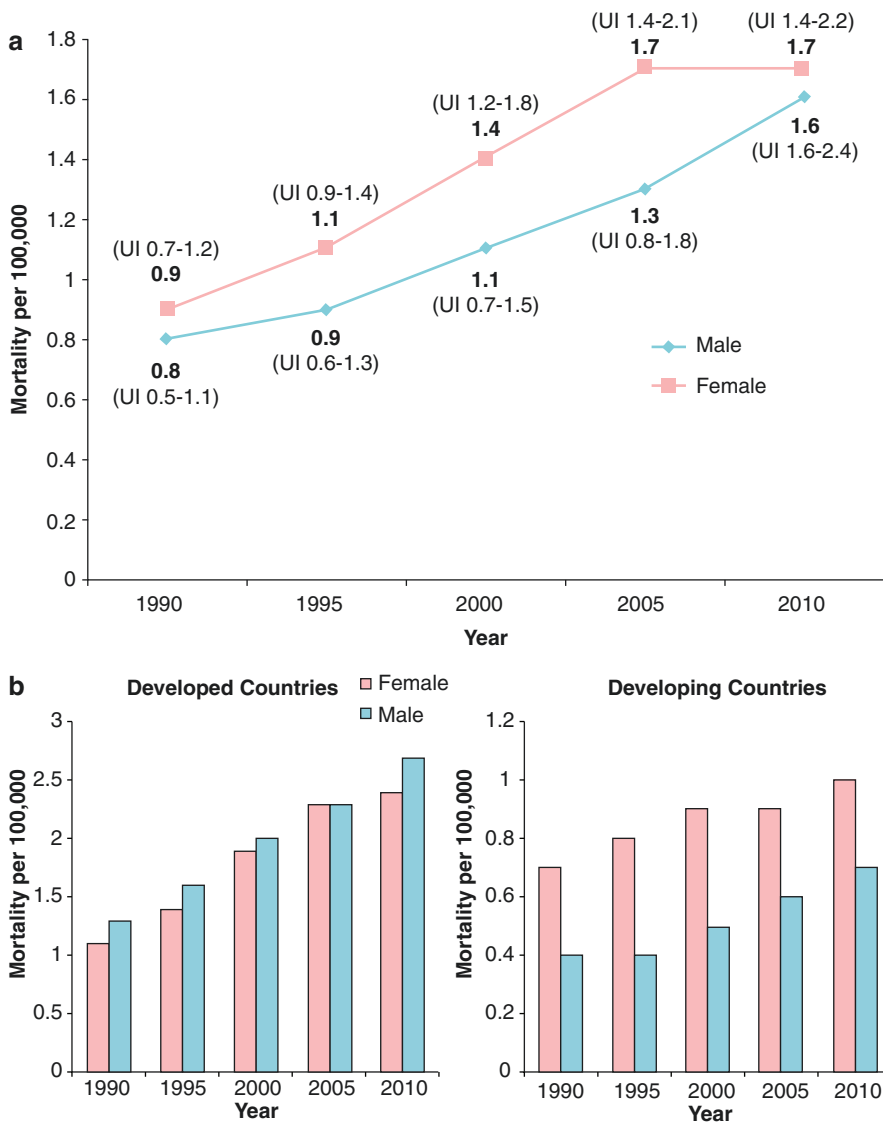 a
Mortality per 100,000
1.8
1.6
1.4
1.2
1
0.8
0.6
0.4
0.2
0
(UI 0.7-1.2)
0.9
(UI 0.9-1.4)
1.1
(UI 1.2-1.8)
1.4
(UI 1.4-2.1)
1.7
(UI 1.4-2.2)
1.7
0.8
(UI 0.5-1.1)
0.9
(UI 0.6-1.3)
1.1
(UI 0.7-1.5)
1.3
(UI 0.8-1.8)
1.6
(UI 1.6-2.4)
Male
Female
1990 1995 2000 2005 2010
Year
b
Developed Countries
Female
Male
Mortality per 100,000
3
2.5
2
1.5
1
0.5
0
1990 1995 2000 2005 2010
Year
Developing Countries
Mortality per 100,000
1.2
1
0.8
0.6
0.4
0.2
0
1990 1995 2000 2005 2010
Year